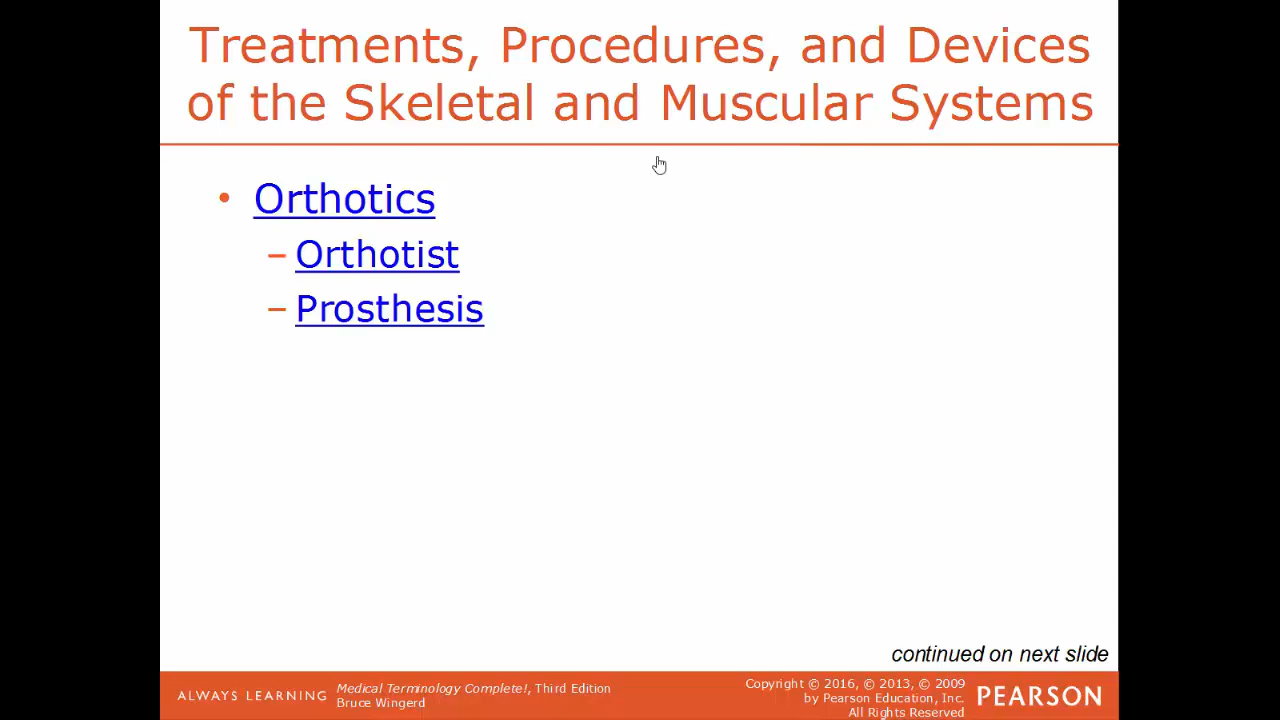 Treatments, Procedures, and Devices
of the Skeletal and Muscular Systems
• Orthotics
– Orthotist
– Prosthesis
continued on next slide
ALWAYS LEARNING
Medical Terminology Complete!, Third Edition
Bruce Wingerd
Copyright © 2016, © 2013, © 2009
by Pearson Education, Inc.
All Rights Reserved
PEARSON